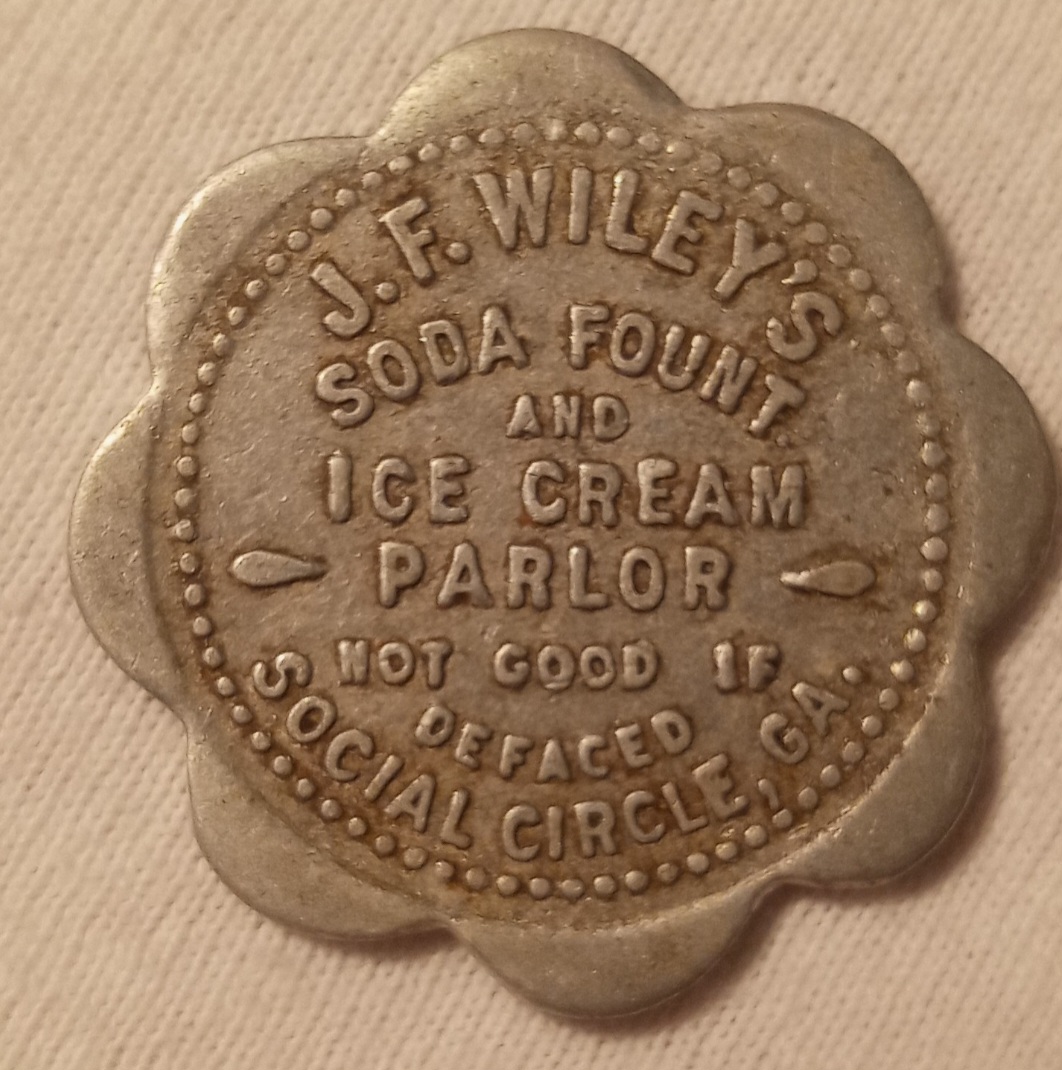 J. F. WILEY'S
SODA FOUNT
AND
ICE CREAM
PARLOR
NOT GOOD IF
DEFACED
SOCIAL CIRCLE, GA.